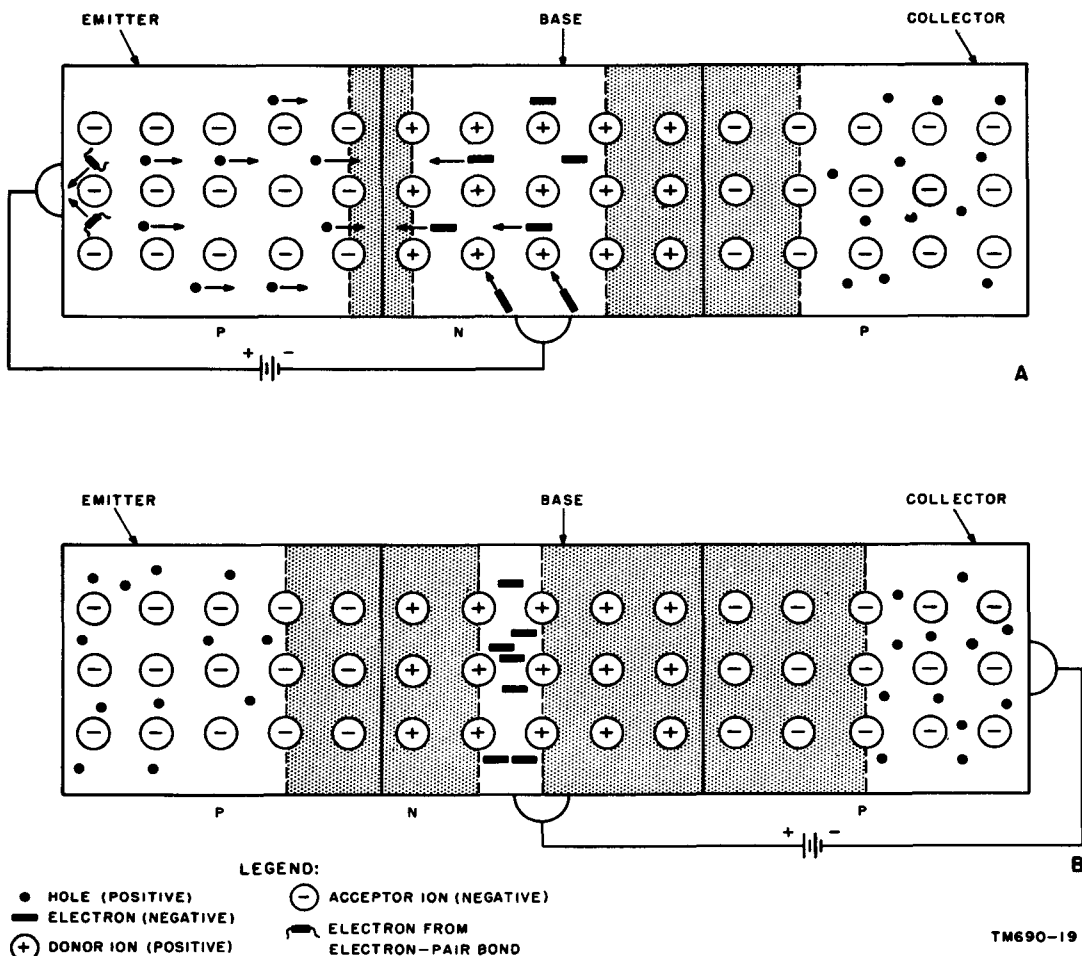 EMITTER BASE COLLECTOR
P N P
+ -
A
EMITTER BASE COLLECTOR
P N P
+ -
B
LEGEND:
HOLE (POSITIVE)
ELECTRON (NEGATIVE)
+ DONOR ION (POSITIVE)
- ACCEPTOR ION (NEGATIVE)
ELECTRON FROM
ELECTRON-PAIR BOND
TM690-19